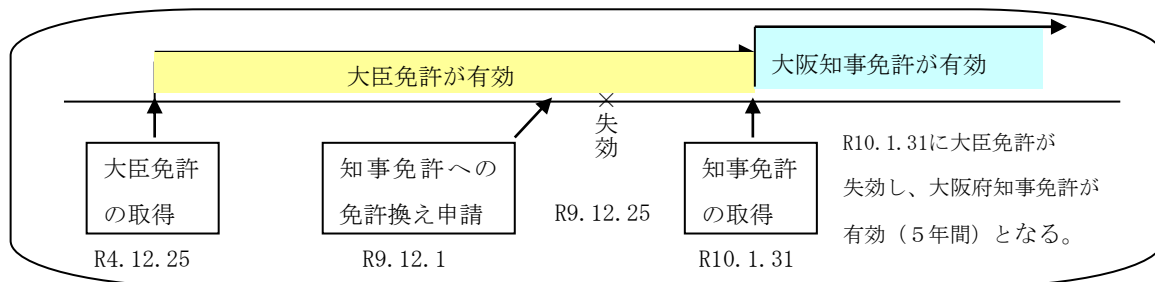 大臣免許が有効
大阪知事免許が有効
×
失効
大臣免許
の取得
知事免許への
免許換え申請
R9.12.25
知事免許
の取得
R10.1.31に大臣免許が
失効し、大阪府知事免許が
有効(5年間)となる。
R4.12.25
R9.12.1
R10.1.31